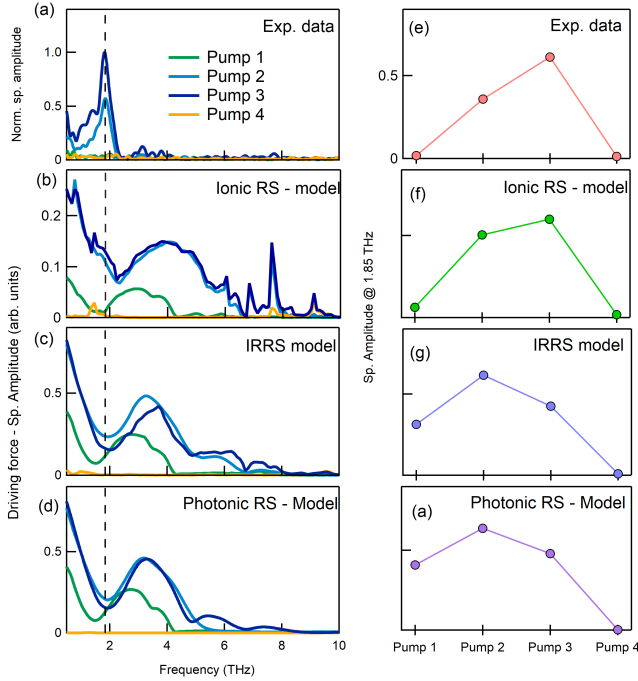 (a)
Exp. data
Norm. sp. amplitude
1.0
0.5
0
Pump 1
Pump 2
Pump 3
Pump 4
(b)
Ionic RS - model
0.2
0.1
0
(c)
IRRS model
0.5
0
(d)
Photonic RS - Model
0.5
0
Driving force - Sp. Amplitude (arb. units)
2
4
6
8
10
Frequency (THz)
(e)
Exp. data
0.5
0
(f)
Ionic RS - model
(g)
IRRS model
(a)
Photonic RS - Model
Sp. Amplitude @ 1.85 THz
Pump 1 Pump 2 Pump 3 Pump 4